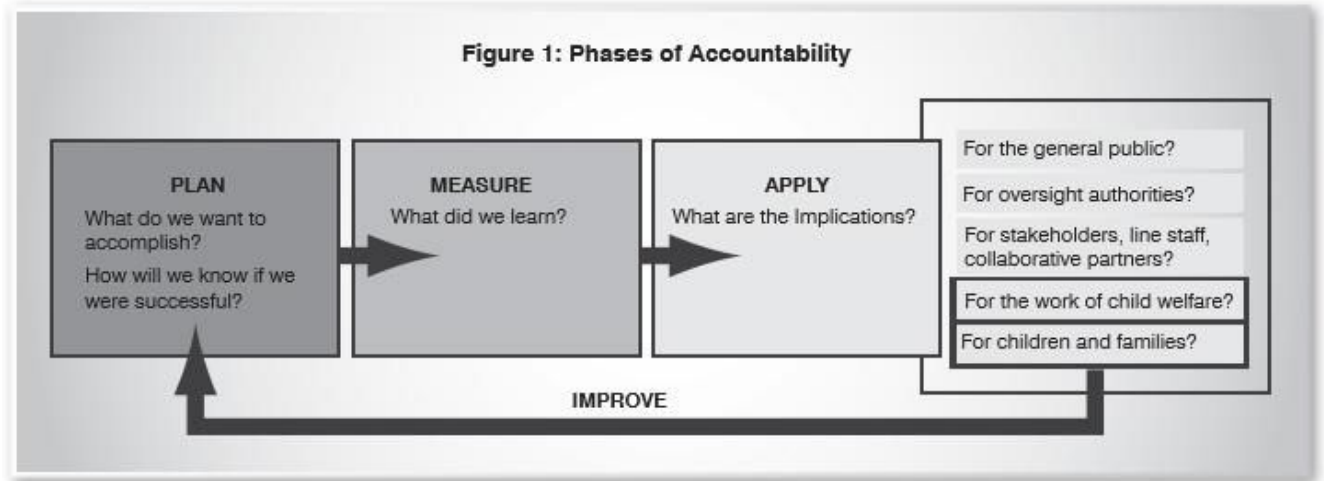 Figure 1: Phases of Accountability
PLAN
What do we want to
accomplish?
How will we know if we
were successful?
MEASURE
What did we learn?
APPLY
What are the Implications?
For the general public?
For oversight authorities?
For stakeholders, line staff,
collaborative partners?
For the work of child welfare?
For children and families?
IMPROVE